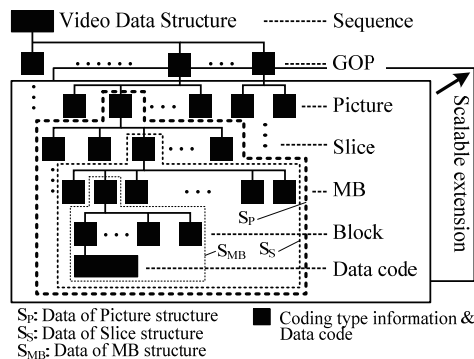 Video Data Structure
Sequence
GOP
Picture
Slice
MB
Block
Data code
Scalable extension
SP
SS
SMB
SP: Data of Picture structure
SS: Data of Slice structure
SMB: Data of MB structure
Coding type information &
Data code